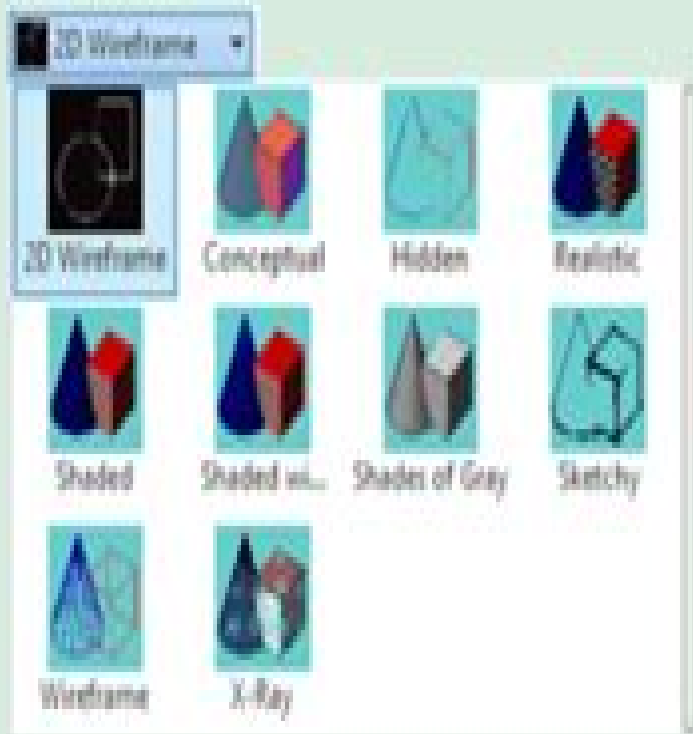 2D Wireframe
2D Wireframe Conceptual Hidden Realistic
Shaded Shaded wi... Shades of Gray Sketchy
Wireframe X-Ray